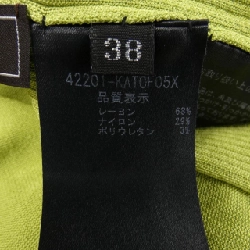 38
42201-KATOF05X
品質表示
レーヨン 68%
ナイロン 29%
ポリウレタン 3%